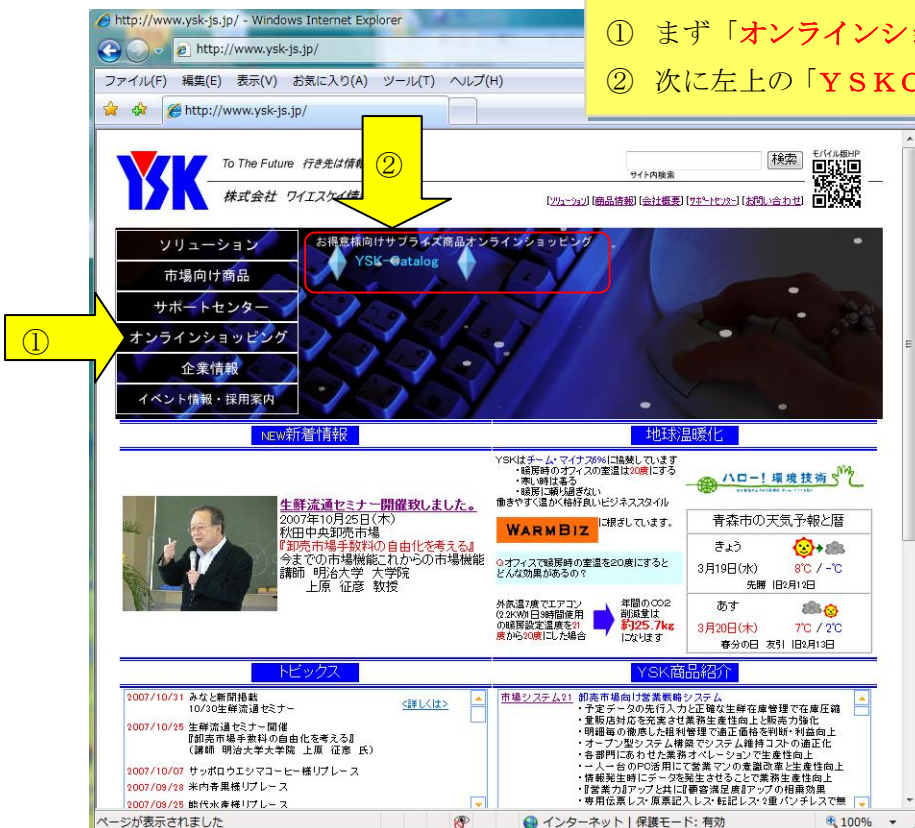 http://www.ysk-js.jp/ - Windows Internet Explorer
http://www.ysk-js.jp/
ファイル(F) 編集(E) 表示(V) お気に入り(A) ツール(T) ヘルプ(H)
http://www.ysk-js.jp/
① まず「オンラインショ
② 次に左上の「ＹＳＫＣ
②
①
YSK
To The Future 行き先は情報
株式会社 ワイエスケイ情
検索
サイト内検索
モバイル版HP
[ソリューション] [商品情報] [会社概要] [サポートセンター] [お問い合わせ]
ソリューション
市場向け商品
サポートセンター
オンラインショッピング
企業情報
イベント情報・採用案内
お得意様向けサプライズ商品オンラインショッピング
YSK-Catalog
NEW新着情報
生鮮流通セミナー開催致しました。
2007年10月25日(木)
秋田中央卸売市場
『卸売市場手数料の自由化を考える』
今までの市場機能これからの市場機能
講師 明治大学 大学院
上原 征彦 教授
地球温暖化
YSKはチーム・マイナス6%に協賛しています
・暖房時のオフィスの室温は20度にする
・寒い時は着る
・暖房に頼り過ぎない
働きやすく温かく格好良いビジネススタイル
WARMBIZ
に根ざしています。
Qオフィスで暖房時の室温を20度にすると
どんな効果があるの?
外気温7度でエアコン
(2.2KW)1日9時間使用
の暖房設定温度を21
度から20度にした場合
年間のCO2
削減量は
約25.7kg
になります
ハロー!環境技術
青森市の天気予報と暦
きょう
3月19日(水) 8℃ / -℃
先勝 旧2月12日
あす
3月20日(木) 7℃ / 2℃
春分の日 友引 旧2月13日
トピックス
2007/10/31 みなと新聞掲載
10/30生鮮流通セミナー
<詳しくは>
2007/10/25 生鮮流通セミナー開催
『卸売市場手数料の自由化を考える』
(講師 明治大学大学院 上原 征彦 氏)
2007/10/07 サッポロウエシマコーヒー様リプレース
2007/09/28 米内青果様リプレース
2007/09/25 能代水産様リプレース
YSK商品紹介
市場システム21 卸売市場向け営業戦略システム
・予定データの先行入力と正確な生鮮在庫管理で在庫圧縮
・量販店対応を充実させ業務生産性向上と販売力強化
・明細毎の徹底した粗利管理で適正価格を判断・利益向上
・オープン型システム構築でシステム維持コストの適正化
・各部門にあわせた業務オペレーションで生産性向上
・一人一台のPC活用にて営業マンの意識改革と生産性向上
・情報発生時にデータを発生させることで業務生産性向上
・『営業力』アップと共に『顧客満足度』アップの相乗効果
・専用伝票レス・原票記入レス・転記レス・2重パンチレスで無
ページが表示されました
インターネット | 保護モード: 有効
100%